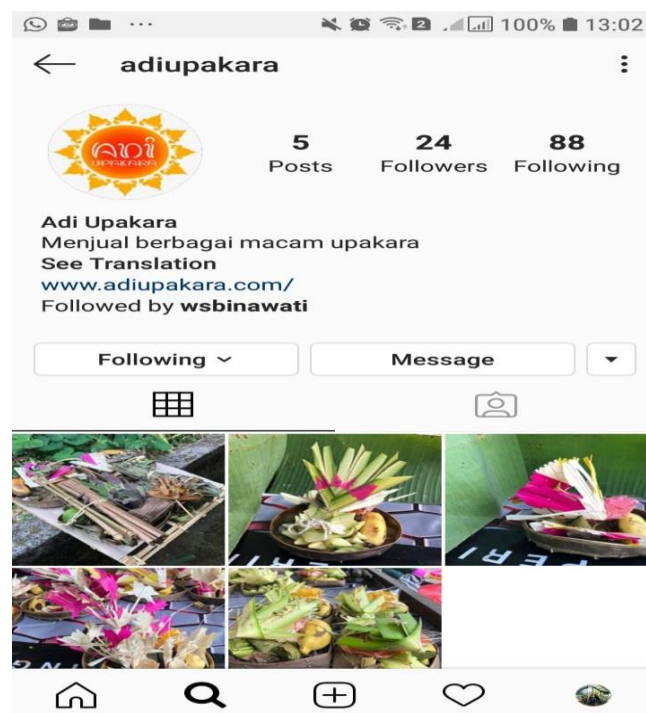 2 100% 13:02
adiupakara
ADI
UPAKARA
5 24 88
Posts Followers Following
Adi Upakara
Menjual berbagai macam upakara
See Translation
www.adiupakara.com/
Followed by wsbinawati
Following Message